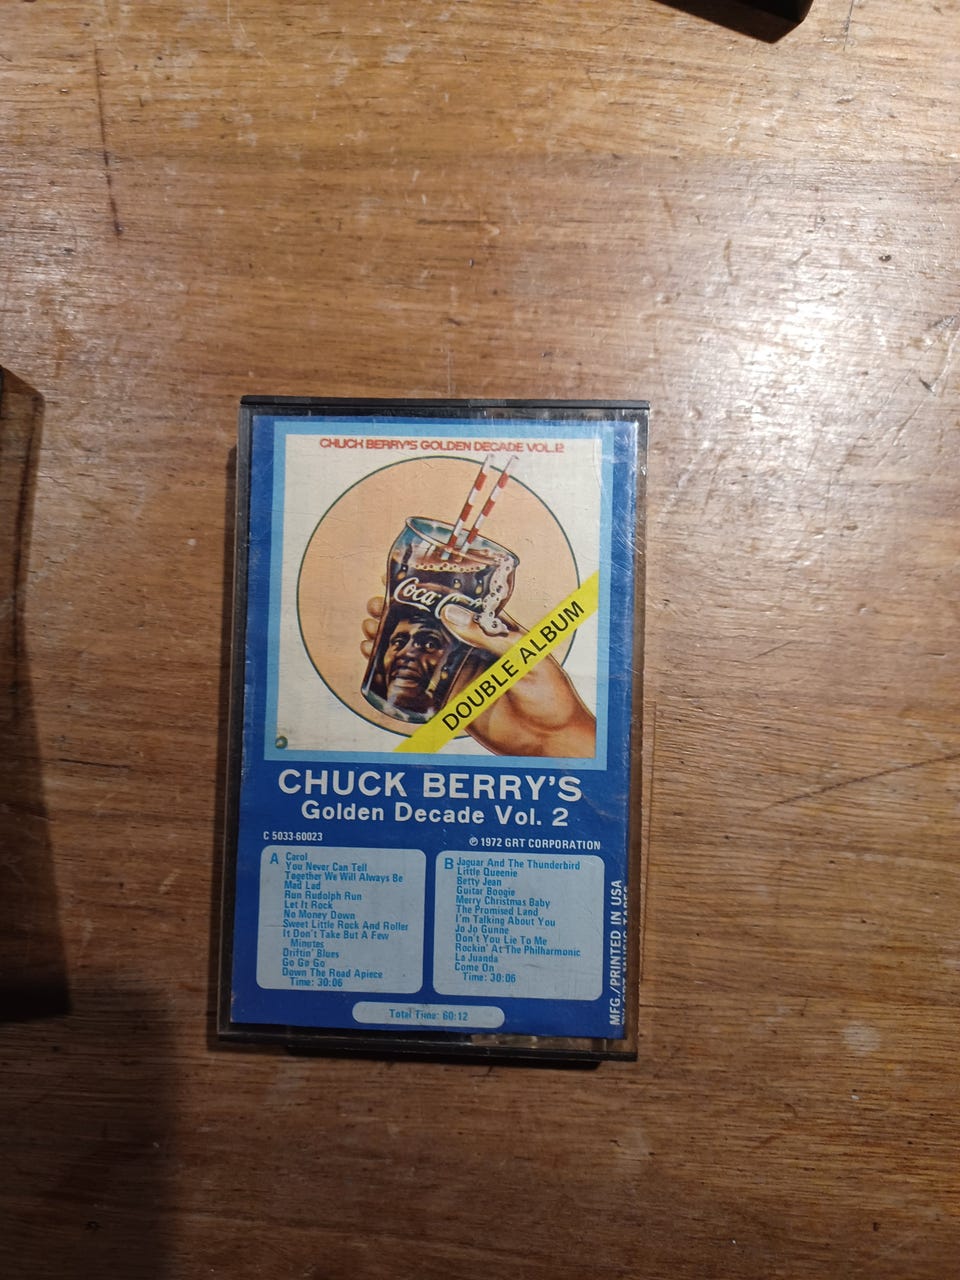 CHUCK BERRY'S GOLDEN DECADE VOL. 2
Coca-C
DOUBLE ALBUM
CHUCK BERRY'S
Golden Decade Vol. 2
C 5033-60023
℗ 1972 GRT CORPORATION
A Carol
You Never Can Tell
Together We Will Always Be
Mad Lad
Run Rudolph Run
Let It Rock
No Money Down
Sweet Little Rock And Roller
It Don't Take But A Few
Minutes
Driftin' Blues
Go Go Go
Down The Road Apiece
Time: 30:06
B Jaguar And The Thunderbird
Little Queenie
Betty Jean
Guitar Boogie
Merry Christmas Baby
The Promised Land
I'm Talking About You
Jo Jo Gunne
Don't You Lie To Me
Rockin' At The Philharmonic
La Juanda
Come On
Time: 30:06
Total Time: 60:12
MFG./PRINTED IN USA
BY GRT MUSIC TAPES